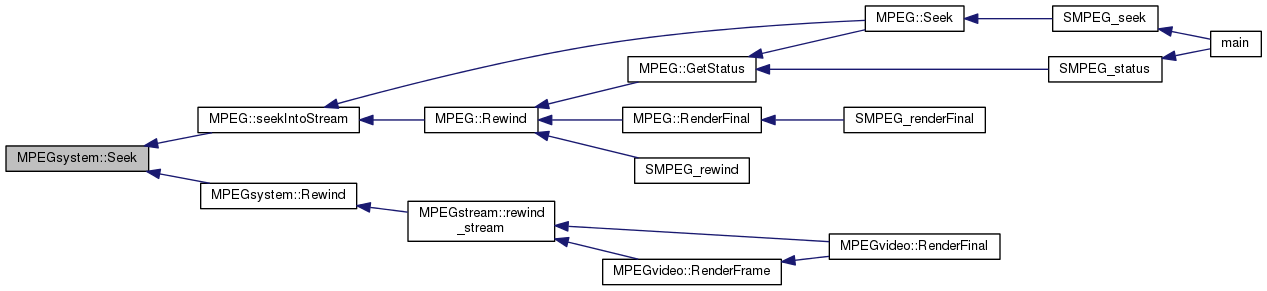 MPEG::Seek
SMPEG_seek
main
MPEG::GetStatus
SMPEG_status
MPEG::seekIntoStream
MPEG::Rewind
MPEG::RenderFinal
SMPEG_renderFinal
MPEGsystem::Seek
SMPEG_rewind
MPEGsystem::Rewind
MPEGstream::rewind
_stream
MPEGvideo::RenderFinal
MPEGvideo::RenderFrame